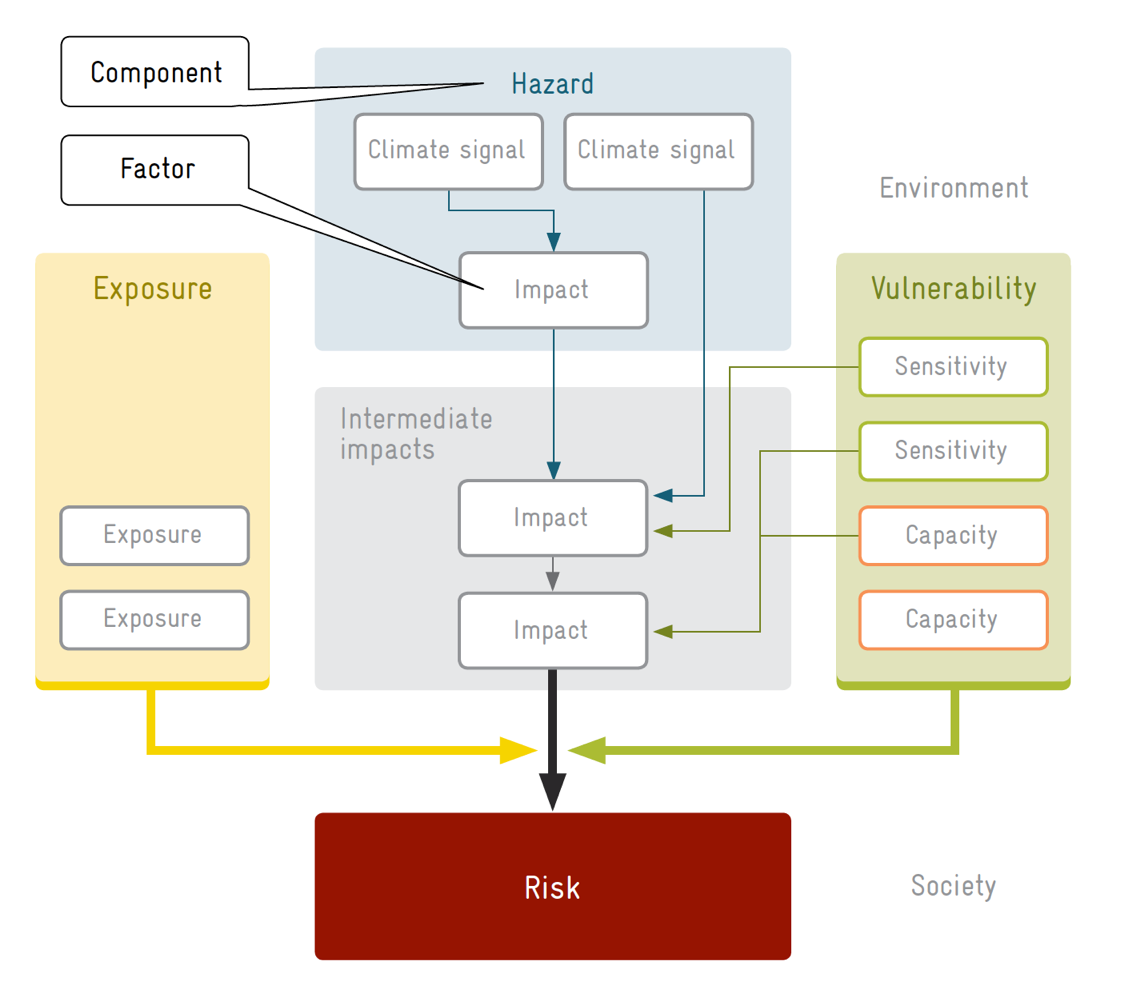 Component
Hazard
Climate signal
Climate signal
Factor
Environment
Impact
Exposure
Vulnerability
Sensitivity
Intermediate
impacts
Sensitivity
Impact
Exposure
Capacity
Exposure
Capacity
Impact
Risk
Society